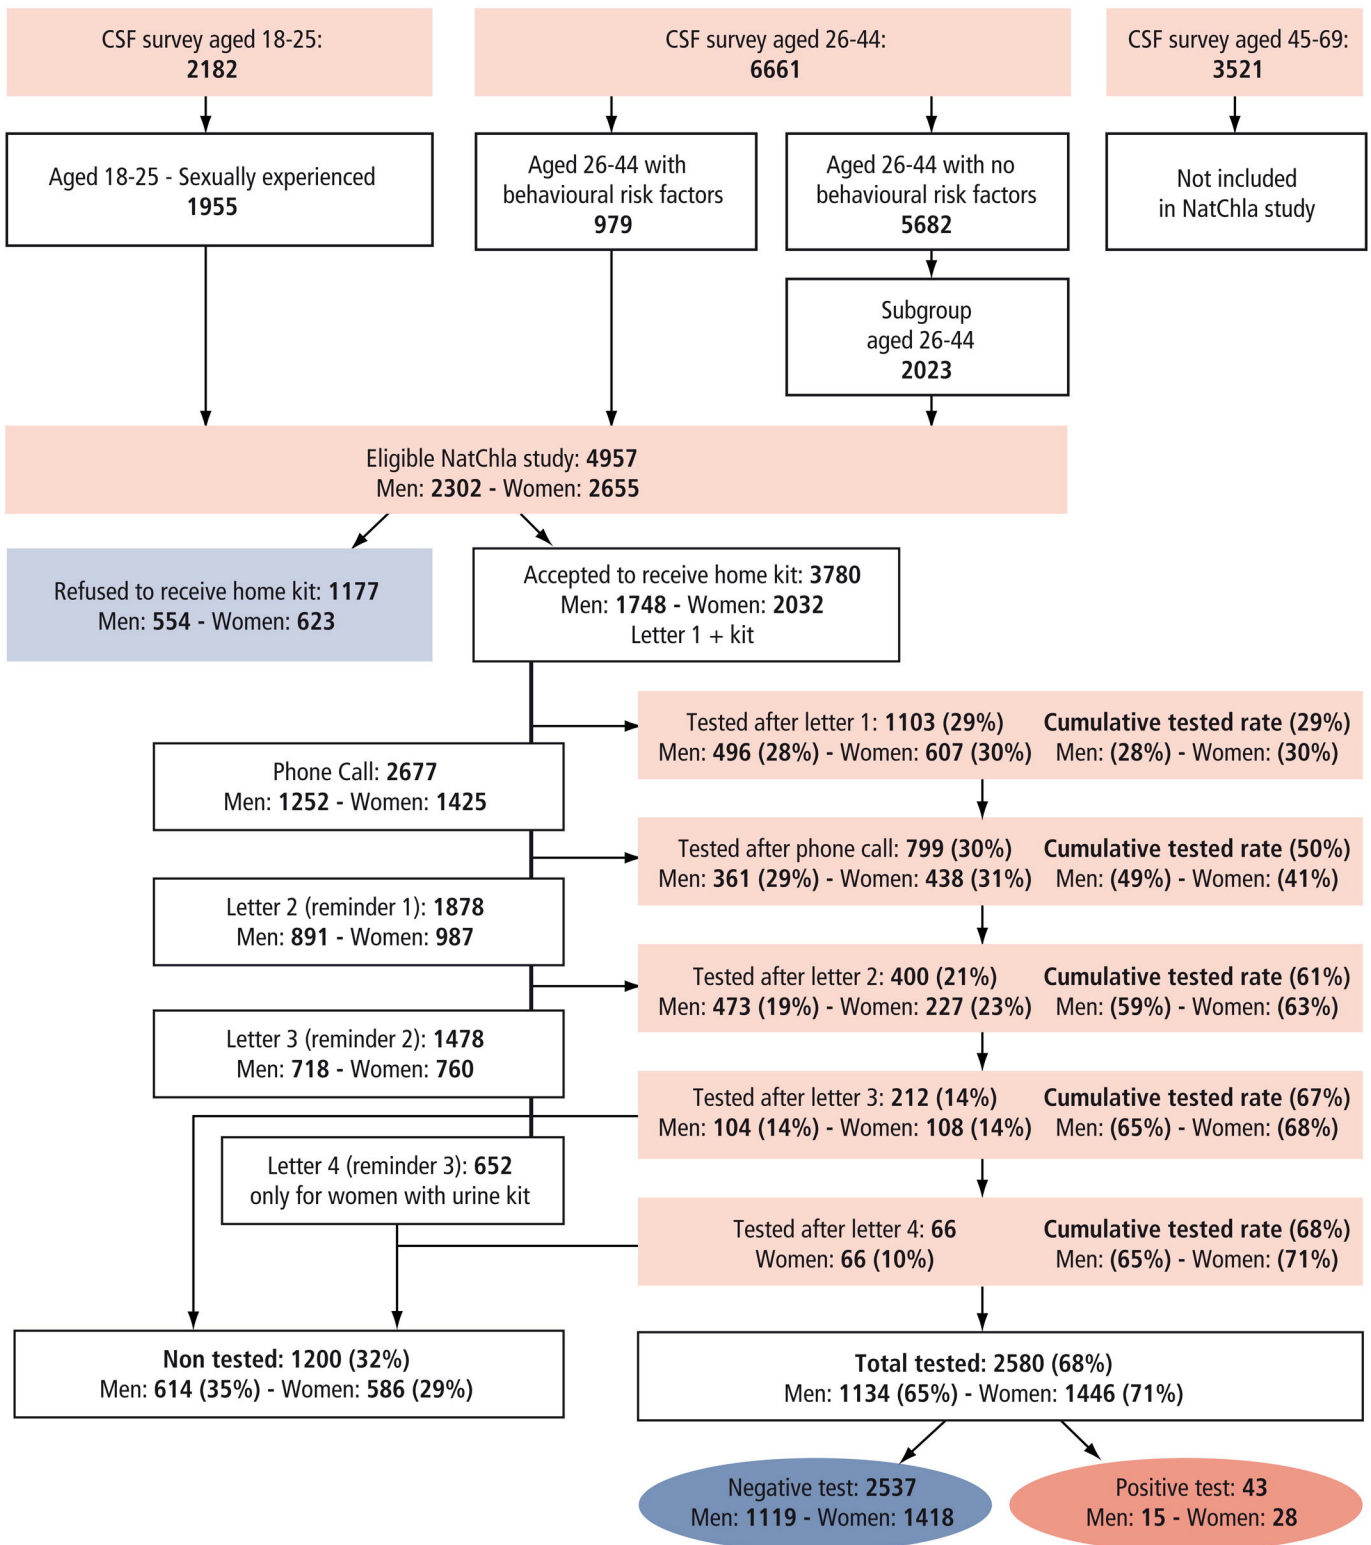 CSF survey aged 18-25:
2182
CSF survey aged 26-44:
6661
CSF survey aged 45-69:
3521
Aged 18-25 - Sexually experienced
1955
Aged 26-44 with
behavioural risk factors
979
Aged 26-44 with no
behavioural risk factors
5682
Not included
in NatChla study
Subgroup
aged 26-44
2023
Eligible NatChla study: 4957
Men: 2302 - Women: 2655
Refused to receive home kit: 1177
Men: 554 - Women: 623
Accepted to receive home kit: 3780
Men: 1748 - Women: 2032
Letter 1 + kit
Tested after letter 1: 1103 (29%)
Men: 496 (28%) - Women: 607 (30%)
Cumulative tested rate (29%)
Men: (28%) - Women: (30%)
Phone Call: 2677
Men: 1252 - Women: 1425
Tested after phone call: 799 (30%)
Men: 361 (29%) - Women: 438 (31%)
Cumulative tested rate (50%)
Men: (49%) - Women: (41%)
Letter 2 (reminder 1): 1878
Men: 891 - Women: 987
Tested after letter 2: 400 (21%)
Men: 473 (19%) - Women: 227 (23%)
Cumulative tested rate (61%)
Men: (59%) - Women: (63%)
Letter 3 (reminder 2): 1478
Men: 718 - Women: 760
Tested after letter 3: 212 (14%)
Men: 104 (14%) - Women: 108 (14%)
Cumulative tested rate (67%)
Men: (65%) - Women: (68%)
Letter 4 (reminder 3): 652
only for women with urine kit
Tested after letter 4: 66
Women: 66 (10%)
Cumulative tested rate (68%)
Men: (65%) - Women: (71%)
Non tested: 1200 (32%)
Men: 614 (35%) - Women: 586 (29%)
Total tested: 2580 (68%)
Men: 1134 (65%) - Women: 1446 (71%)
Negative test: 2537
Men: 1119 - Women: 1418
Positive test: 43
Men: 15 - Women: 28